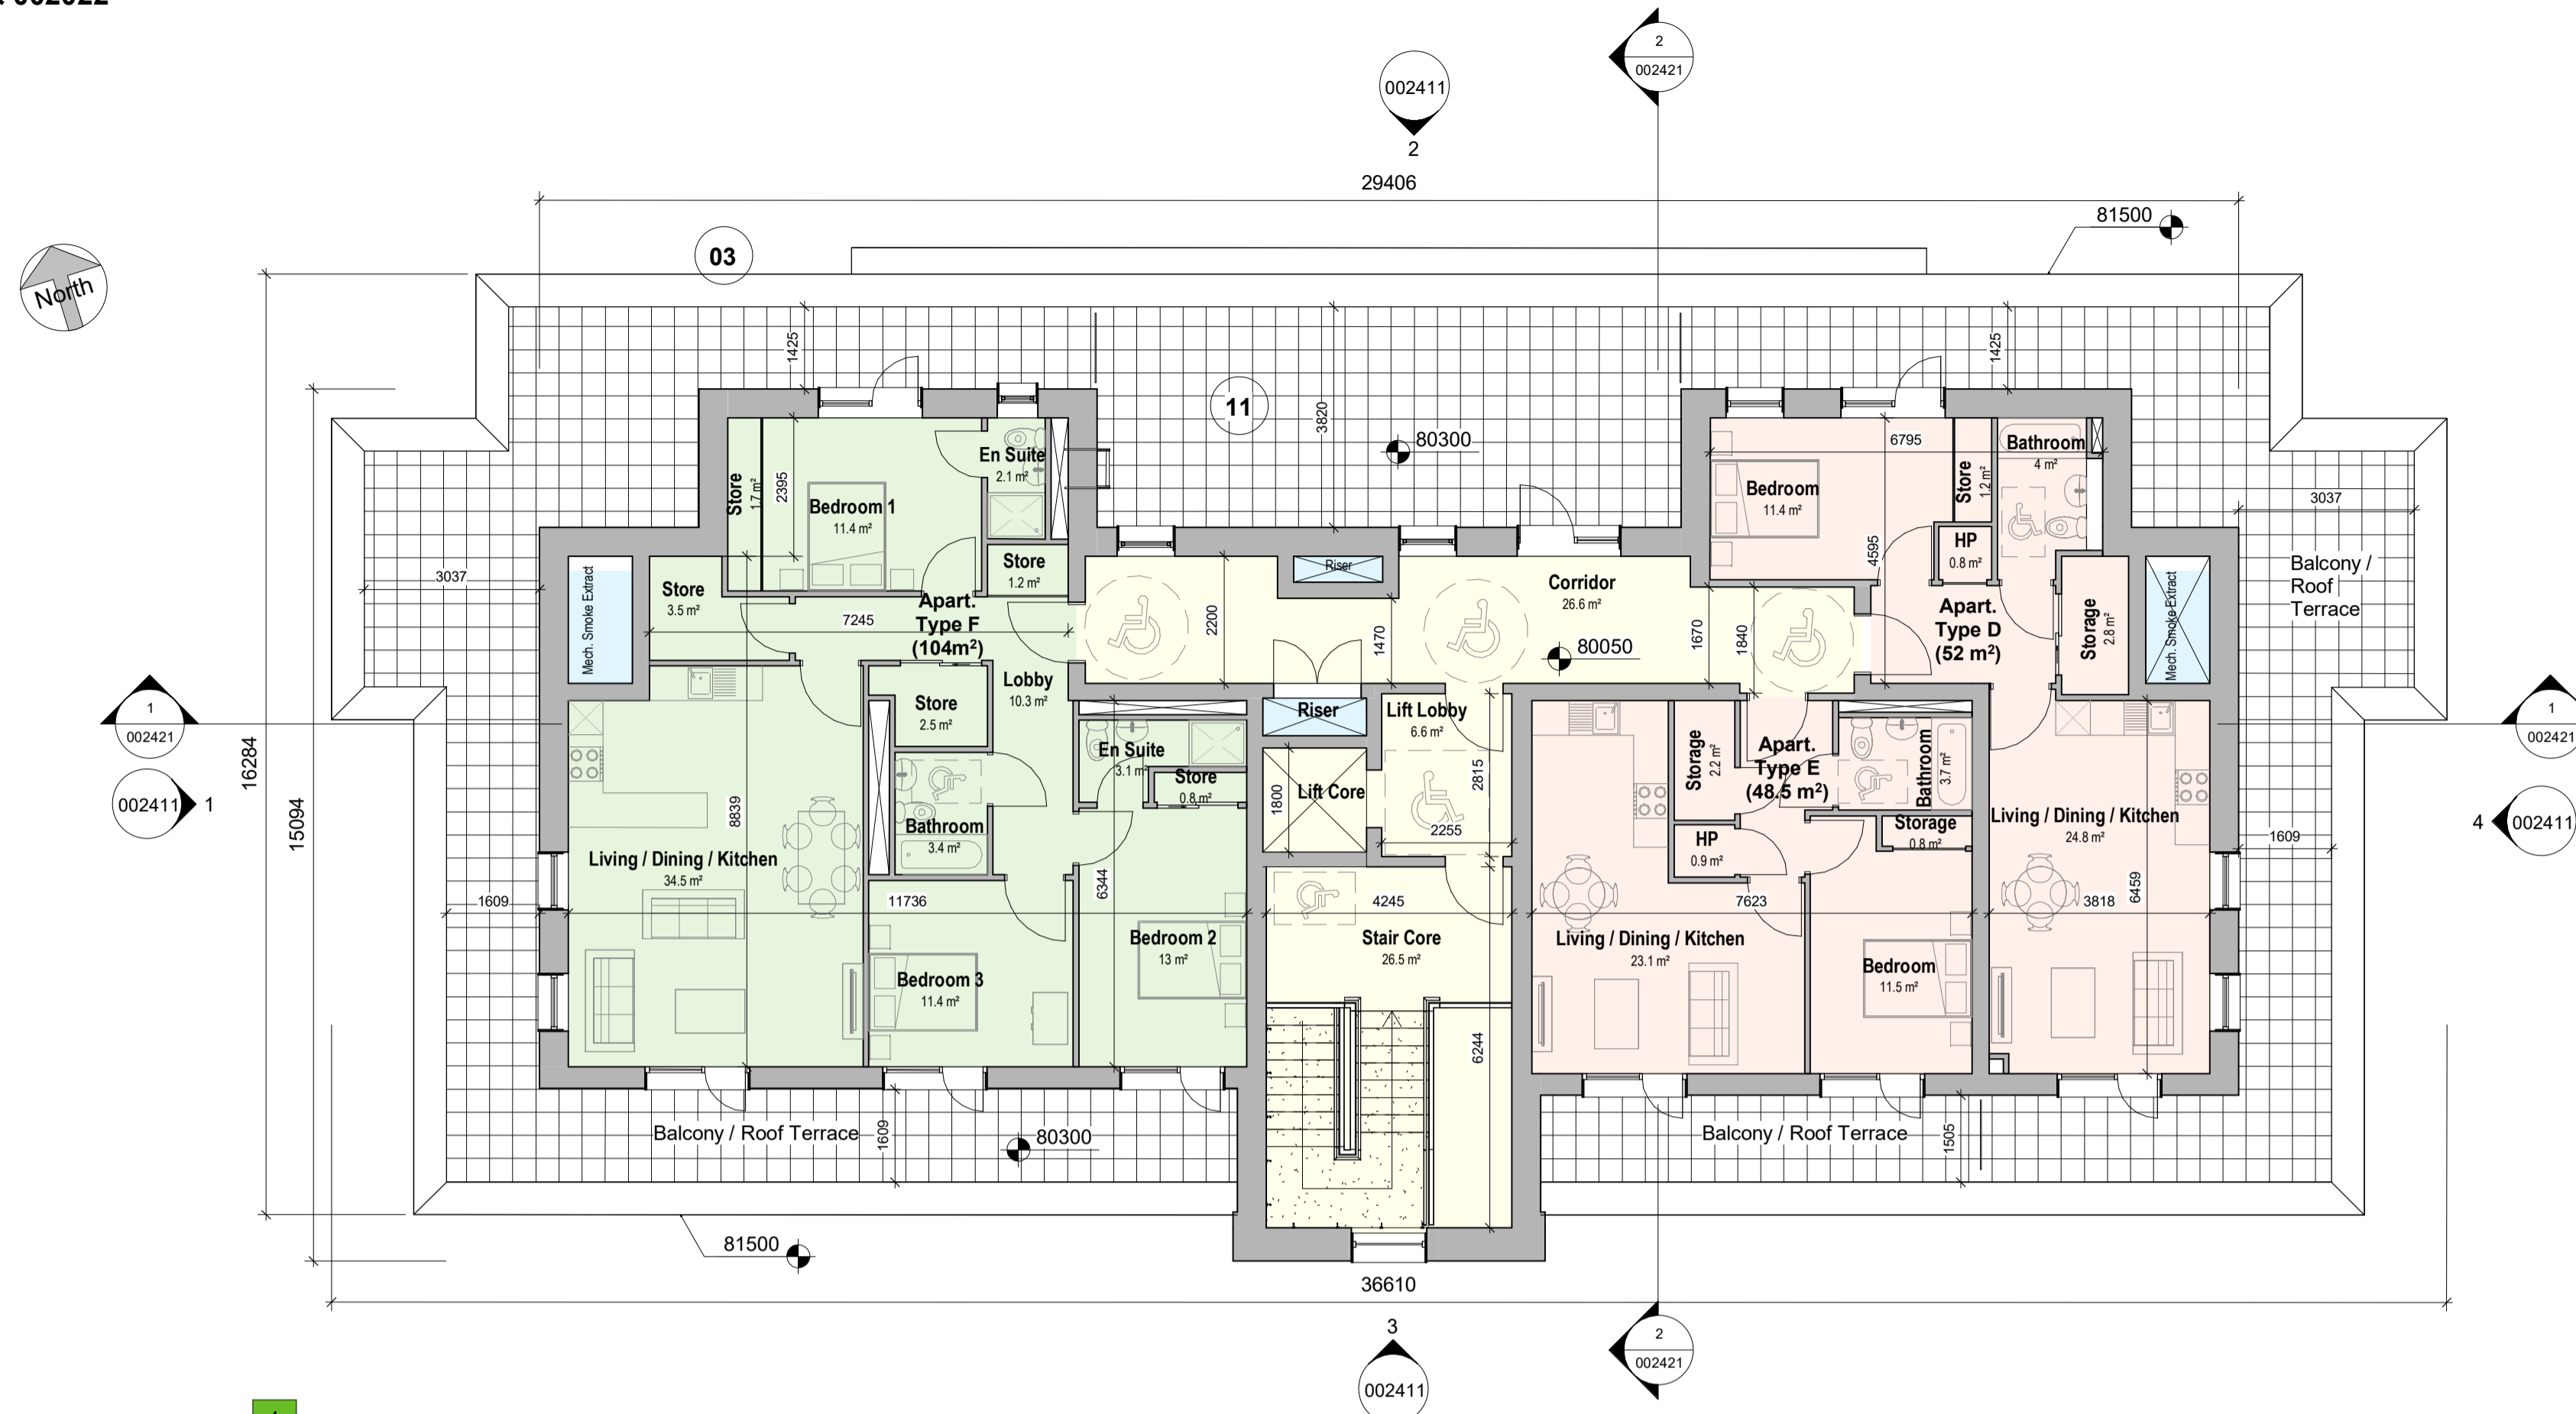 002411
2
2
002421
29406
81500
03
North
1425
3820
1425
11
80300
3037
3037
Balcony /
Roof
Terrace
Store
1.7 m²
2395
Bedroom 1
11.4 m²
En Suite
2.1 m²
Store
1.2 m²
Store
3.5 m²
Mech. Smoke Extract
Apart.
Type F
(104m²)
7245
Lobby
10.3 m²
Store
2.5 m²
Bathroom
3.4 m²
En Suite
3.1 m²
Store
0.8 m²
8839
Living / Dining / Kitchen
34.5 m²
11736
6344
Bedroom 2
13 m²
Bedroom 3
11.4 m²
2200
Riser
1470
Corridor
26.6 m²
80050
1670
1840
Riser
Lift Lobby
6.6 m²
Lift Core
1800
2815
2255
4245
Stair Core
26.5 m²
6244
Bedroom
11.4 m²
6795
4595
Store
1.2 m²
HP
0.8 m²
Bathroom
4 m²
Apart.
Type D
(52 m²)
Storage
2.8 m²
Mech. Smoke Extract
Storage
2.2 m²
Apart.
Type E
(48.5 m²)
Bathroom
3.7 m²
HP
0.9 m²
Storage
0.8 m²
Living / Dining / Kitchen
24.8 m²
7623
3818
6459
Living / Dining / Kitchen
23.1 m²
Bedroom
11.5 m²
1
002421
002411
1
16284
15094
1609
1
002421
4
002411
1609
Balcony / Roof Terrace
1609
80300
Balcony / Roof Terrace
1505
81500
36610
3
002411
2
002421